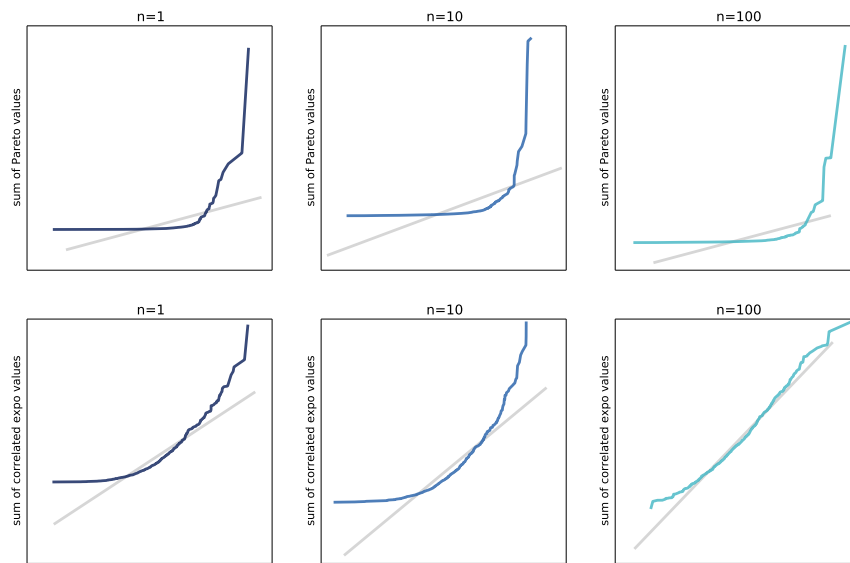 n=1
n=10
n=100
sum of Pareto values
sum of Pareto values
sum of Pareto values
n=1
n=10
n=100
sum of correlated expo values
sum of correlated expo values
sum of correlated expo values